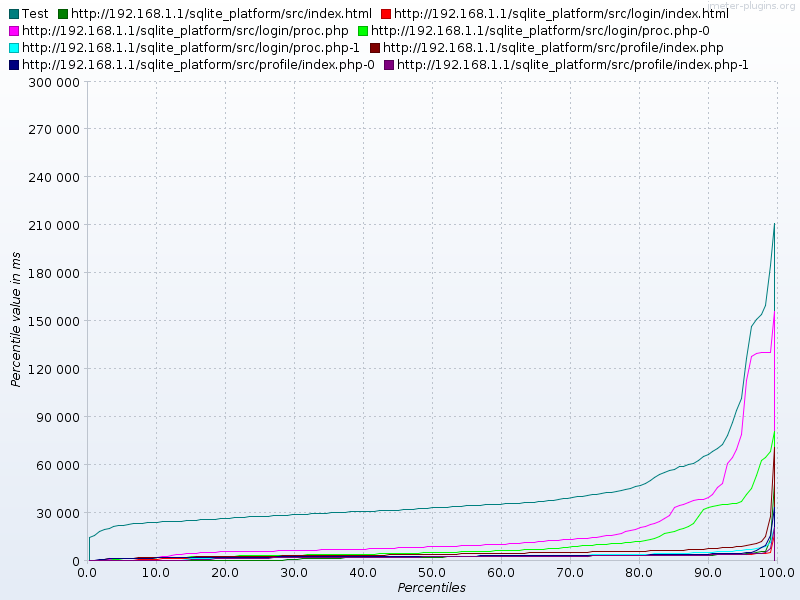 jmeter-plugins.org
Test http://192.168.1.1/sqlite_platform/src/index.html http://192.168.1.1/sqlite_platform/src/login/index.html
http://192.168.1.1/sqlite_platform/src/login/proc.php http://192.168.1.1/sqlite_platform/src/login/proc.php-0
http://192.168.1.1/sqlite_platform/src/login/proc.php-1 http://192.168.1.1/sqlite_platform/src/profile/index.php
http://192.168.1.1/sqlite_platform/src/profile/index.php-0 http://192.168.1.1/sqlite_platform/src/profile/index.php-1
300 000
270 000
240 000
210 000
180 000
150 000
120 000
90 000
60 000
30 000
0
Percentile value in ms
0.0 10.0 20.0 30.0 40.0 50.0 60.0 70.0 80.0 90.0 100.0
Percentiles